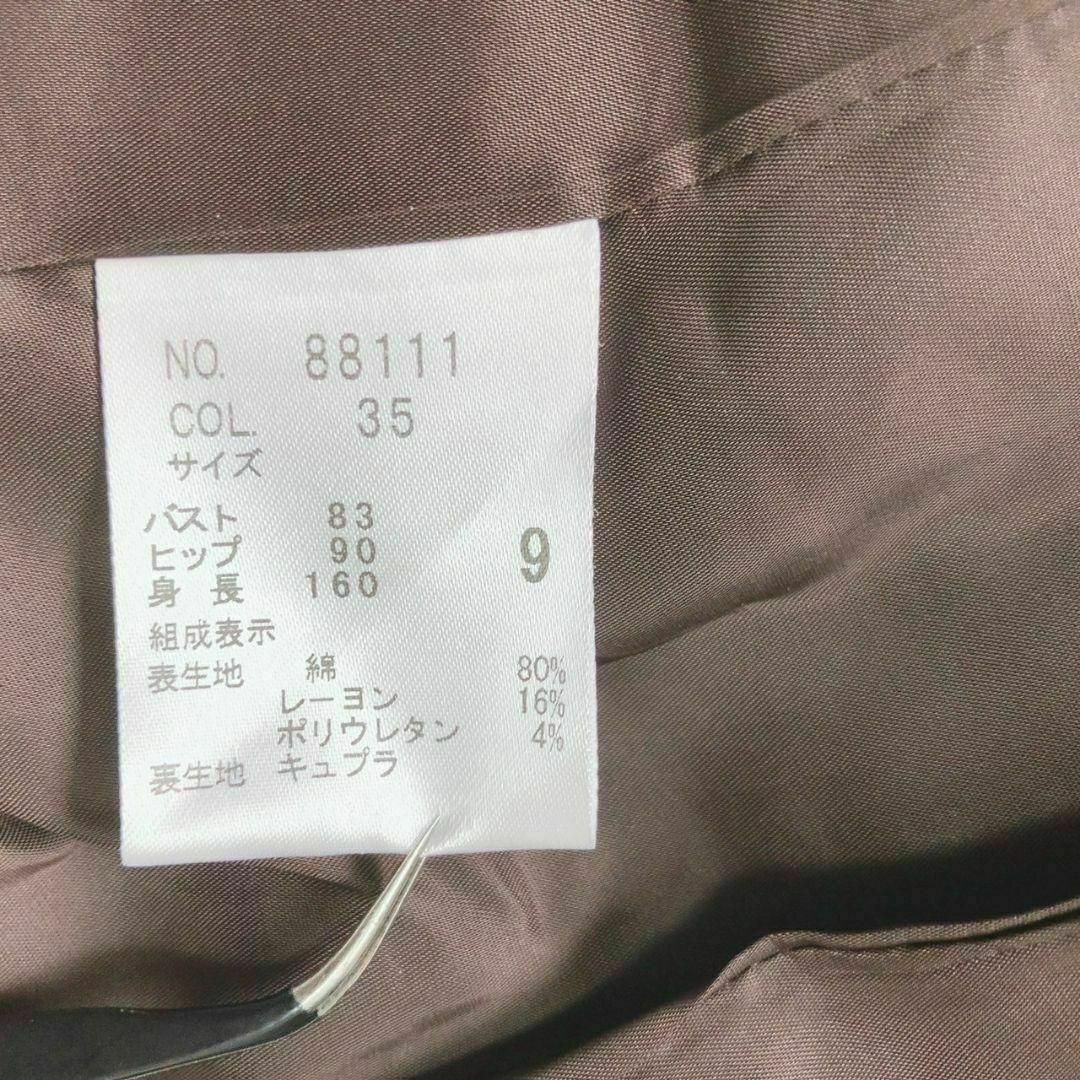 NO. 88111
COL. 35
サイズ
バスト 83
ヒップ 90 9
身長 160
組成表示
表生地 綿 80%
レーヨン 16%
ポリウレタン 4%
裏生地 キュプラ